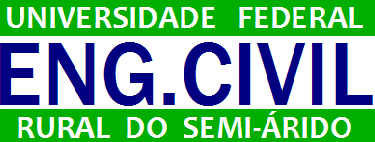 UNIVERSIDADE FEDERAL
ENG.CIVIL
RURAL DO SEMI-ÁRIDO